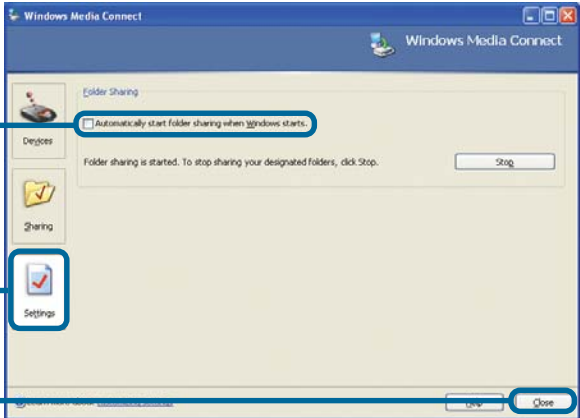 Windows Media Connect
Windows Media Connect
Folder Sharing
Automatically start folder sharing when Windows starts.
Devices
Folder sharing is started. To stop sharing your designated folders, click Stop.
Stop
Sharing
Settings
Close